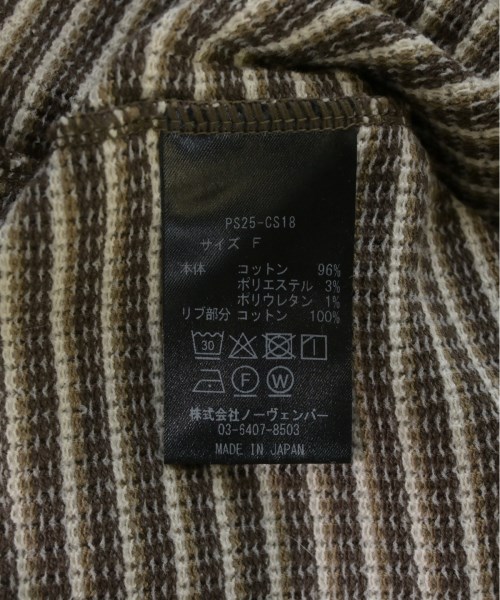 PS25-CS18
サイズ F
本体 コットン 96%
ポリエステル 3%
ポリウレタン 1%
リブ部分 コットン 100%
30
F W
株式会社ノーヴェンバー
03-6407-8503
MADE IN JAPAN